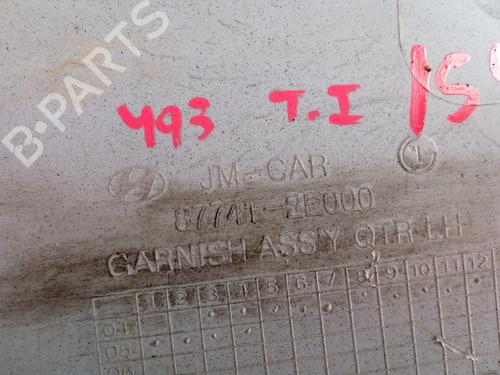 B-PARTS
493 T.I
JM-CAR
1
87741-2E000
GARNISH ASS'Y QTR LH
1 2 3 4 5 6 7 8 9 10 11 12
04
05